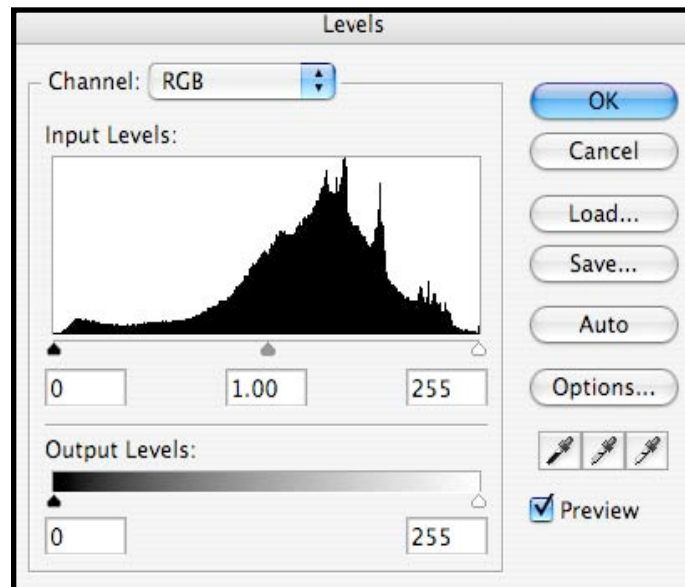 Levels
Channel: RGB
Input Levels:
0 1.00 255
Output Levels:
0 255
OK
Cancel
Load...
Save...
Auto
Options...
Preview